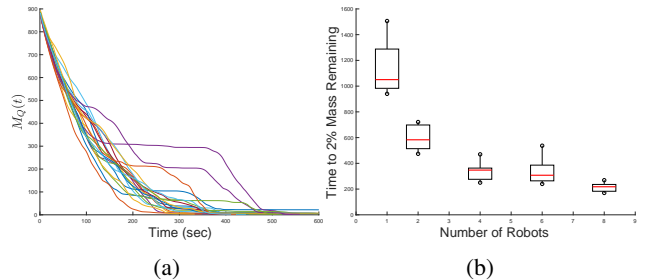 900
800
700
600
500
400
300
200
100
0
M_Q(t)
0 100 200 300 400 500 600
Time (sec)
(a)
1600
1400
1200
1000
800
600
400
200
0
Time to 2% Mass Remaining
0 1 2 3 4 5 6 7 8 9
Number of Robots
(b)